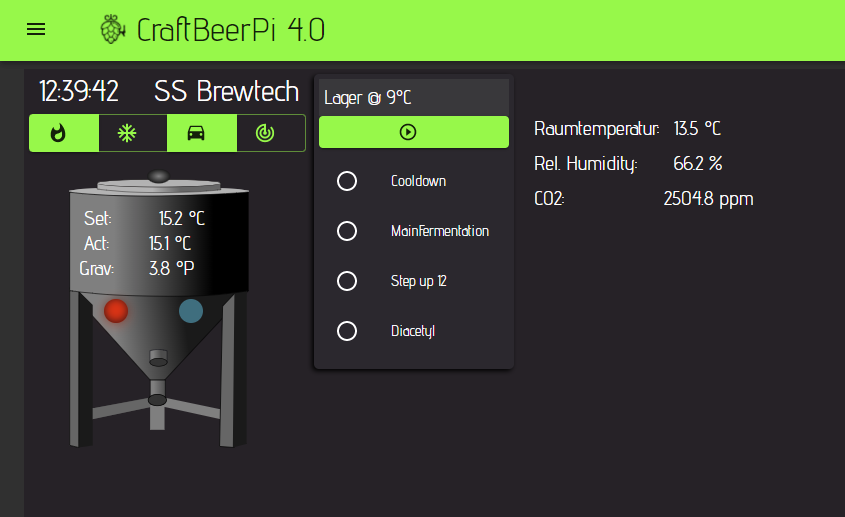 CraftBeerPi 4.0
12:39:42 SS Brewtech
Set: 15.2 °C
Act: 15.1 °C
Grav: 3.8 °P
Lager @ 9°C
Cooldown
MainFermentation
Step up 12
Diacetyl
Raumtemperatur: 13.5 °C
Rel. Humidity: 66.2 %
CO2: 2504.8 ppm